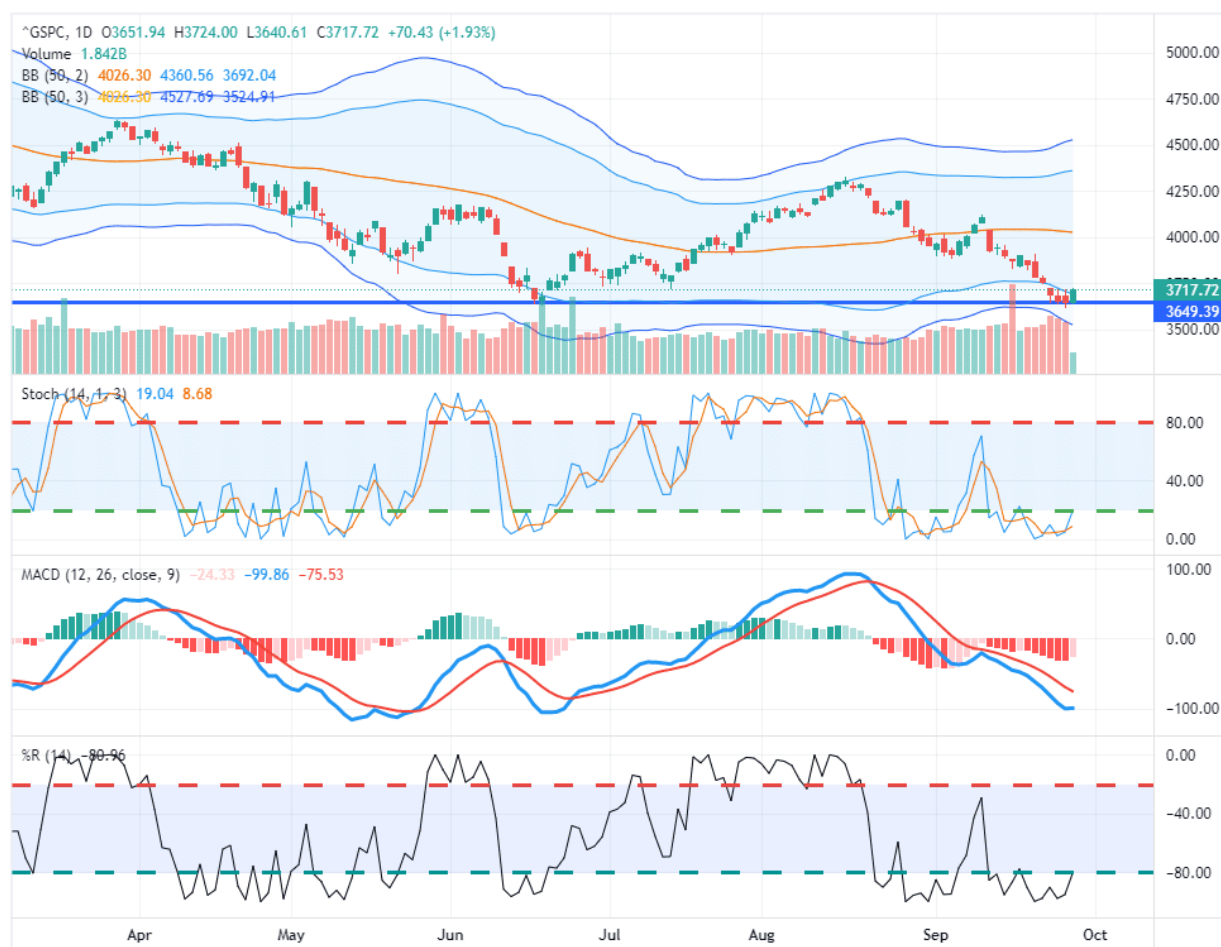 ^GSPC, 1D O3651.94 H3724.00 L3640.61 C3717.72 +70.43 (+1.93%)
Volume 1.842B
BB (50, 2) 4026.30 4360.56 3692.04
BB (50, 3) 4026.30 4527.69 3524.91
5000.00
4750.00
4500.00
4250.00
4000.00
3717.72
3649.39
3500.00
Stoch (14, 1, 3) 19.04 8.68
80.00
40.00
0.00
MACD (12, 26, close, 9) −24.33 −99.86 −75.53
100.00
0.00
−100.00
%R (14) −80.96
0.00
−40.00
−80.00
Apr May Jun Jul Aug Sep Oct